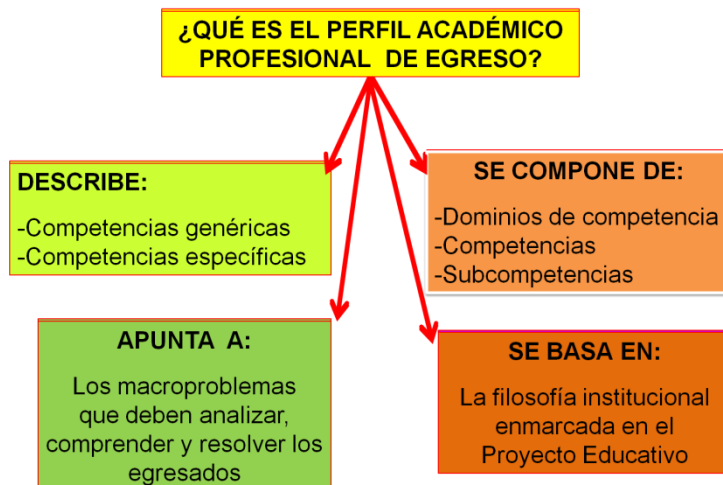 ¿QUÉ ES EL PERFIL ACADÉMICO
PROFESIONAL DE EGRESO?
DESCRIBE:
-Competencias genéricas
-Competencias específicas
SE COMPONE DE:
-Dominios de competencia
-Competencias
-Subcompetencias
APUNTA A:
Los macroproblemas
que deben analizar,
comprender y resolver los
egresados
SE BASA EN:
La filosofía institucional
enmarcada en el
Proyecto Educativo